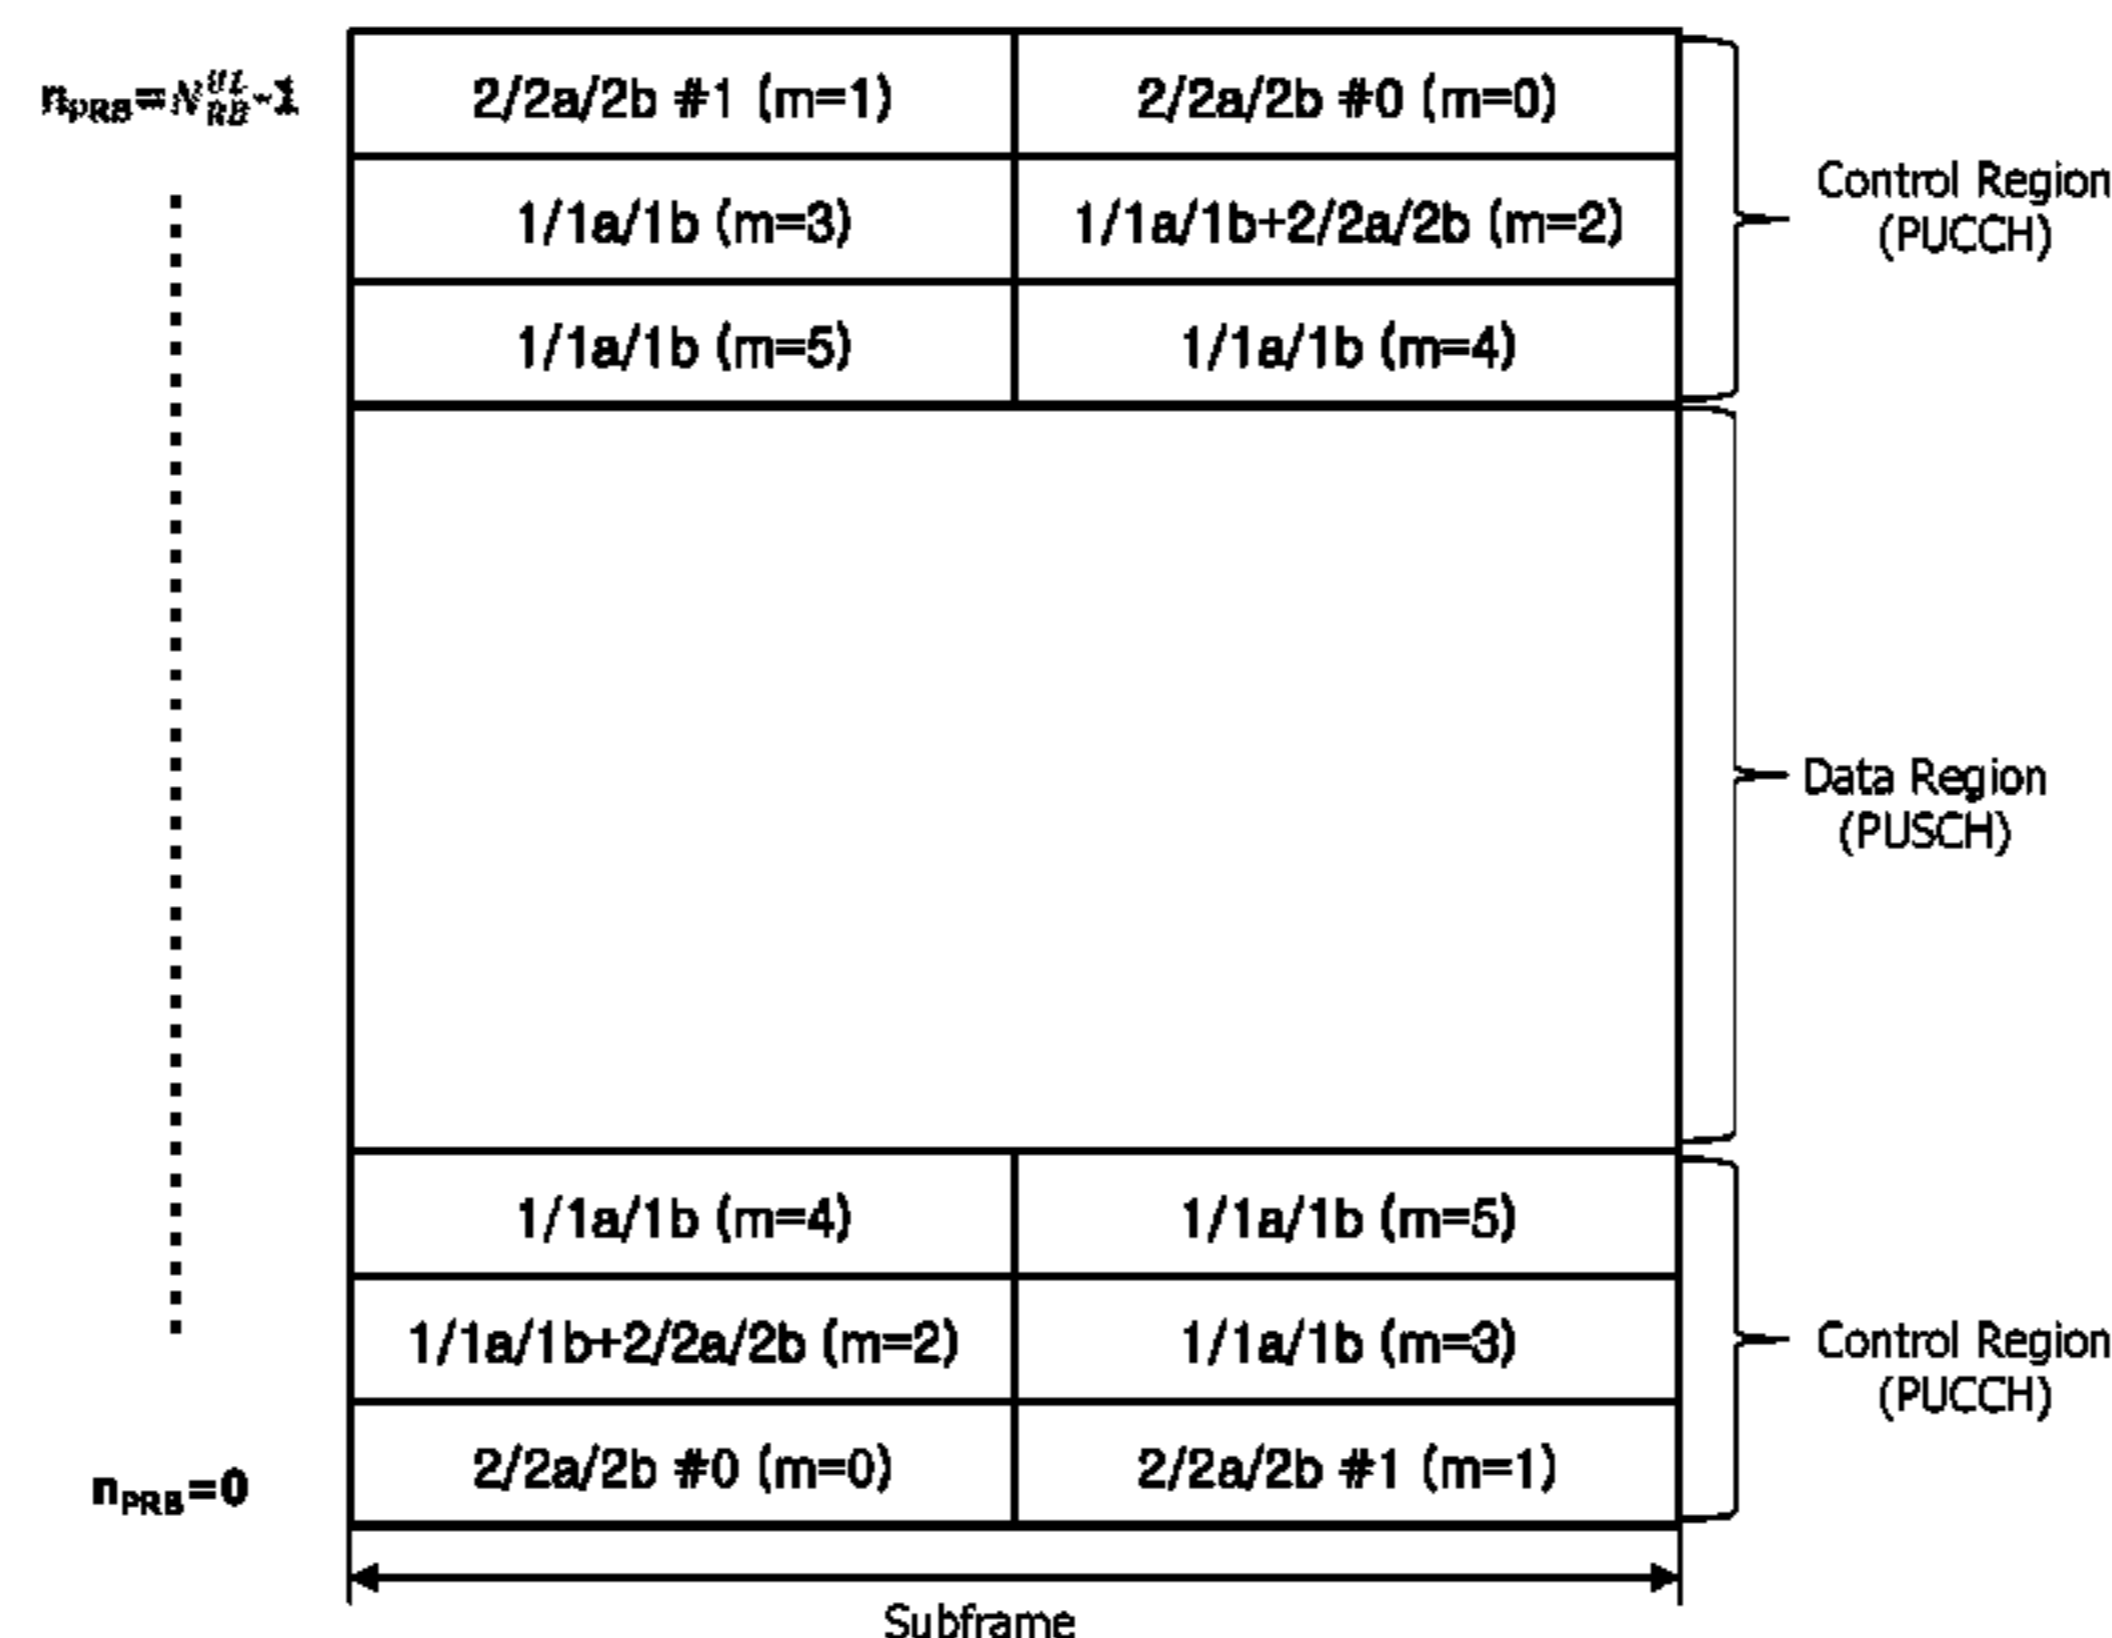 n_PRB=N_RB^UL-1
2/2a/2b #1 (m=1)
2/2a/2b #0 (m=0)
1/1a/1b (m=3)
1/1a/1b+2/2a/2b (m=2)
Control Region
(PUCCH)
1/1a/1b (m=5)
1/1a/1b (m=4)
Data Region
(PUSCH)
1/1a/1b (m=4)
1/1a/1b (m=5)
1/1a/1b+2/2a/2b (m=2)
1/1a/1b (m=3)
Control Region
(PUCCH)
n_PRB=0
2/2a/2b #0 (m=0)
2/2a/2b #1 (m=1)
Subframe